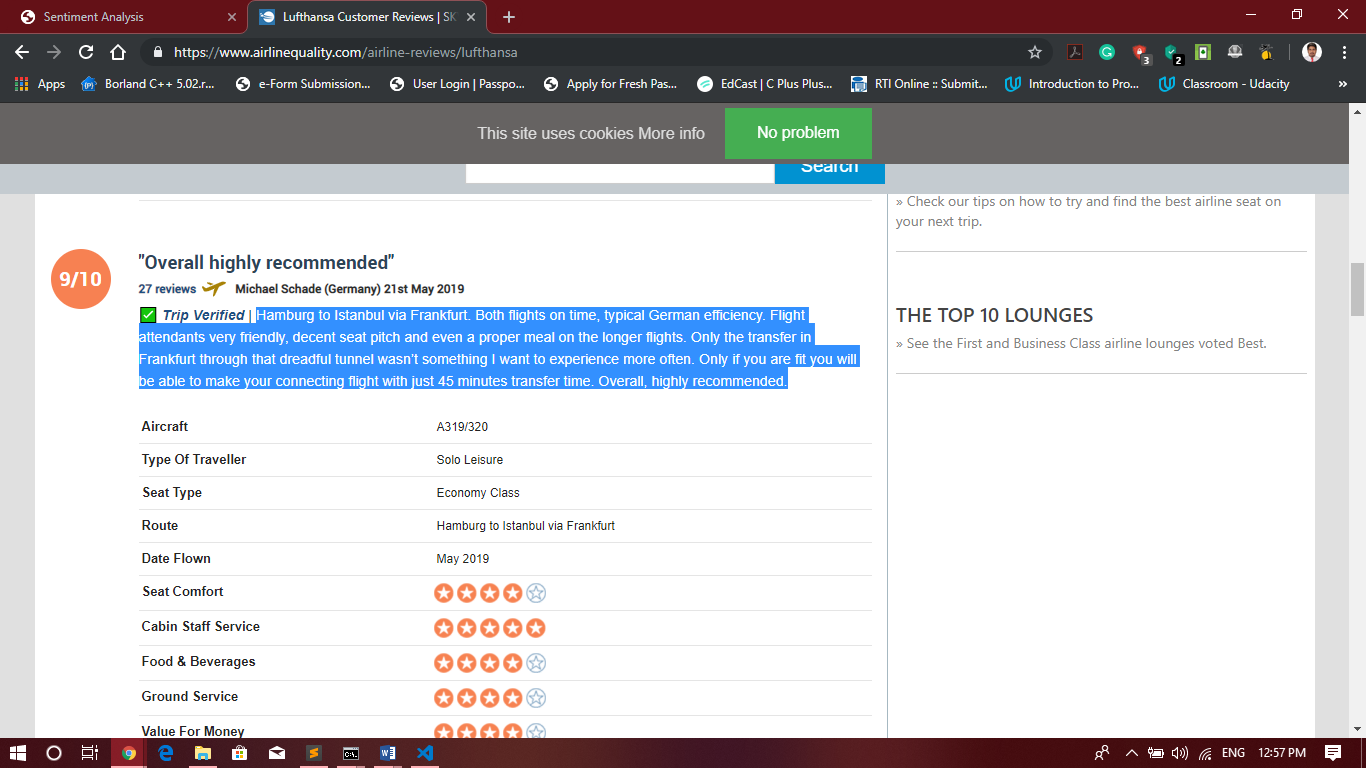 Sentiment Analysis
Lufthansa Customer Reviews | SK
https://www.airlinequality.com/airline-reviews/lufthansa
3
2
Apps
Borland C++ 5.02.r...
e-Form Submission...
User Login | Passpo...
Apply for Fresh Pas...
EdCast | C Plus Plus...
RTI Online :: Submit...
Introduction to Pro...
Classroom - Udacity
»
This site uses cookies More info
No problem
Search
» Check our tips on how to try and find the best airline seat on
your next trip.
9/10
"Overall highly recommended"
27 reviews
Michael Schade (Germany) 21st May 2019
Trip Verified | Hamburg to Istanbul via Frankfurt. Both flights on time, typical German efficiency. Flight
attendants very friendly, decent seat pitch and even a proper meal on the longer flights. Only the transfer in
Frankfurt through that dreadful tunnel wasn't something I want to experience more often. Only if you are fit you will
be able to make your connecting flight with just 45 minutes transfer time. Overall, highly recommended.
THE TOP 10 LOUNGES
» See the First and Business Class airline lounges voted Best.
Aircraft A319/320
Type Of Traveller Solo Leisure
Seat Type Economy Class
Route Hamburg to Istanbul via Frankfurt
Date Flown May 2019
Seat Comfort
Cabin Staff Service
Food & Beverages
Ground Service
Value For Money
ENG 12:57 PM